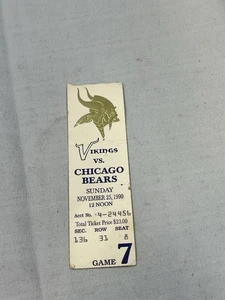 VIKINGS
VS.
CHICAGO
BEARS
SUNDAY
NOVEMBER 25, 1990
12 NOON
Acct No. 4-24456
Total Ticket Price $23.00
SEC. ROW SEAT
136 31 8
GAME 7